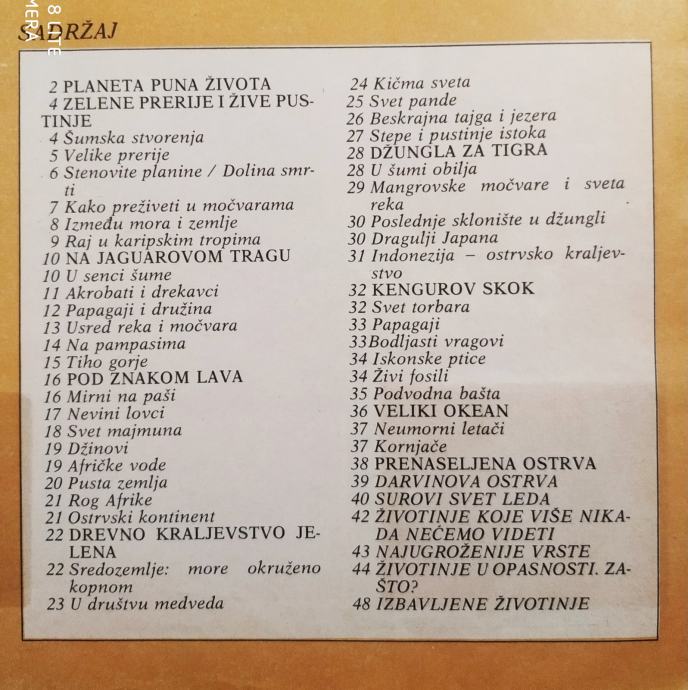 8 LITE
MERA
SADRŽAJ
2 PLANETA PUNA ŽIVOTA
4 ZELENE PRERIJE I ŽIVE PUS-
TINJE
4 Šumska stvorenja
5 Velike prerije
6 Stenovite planine / Dolina smr-
ti
7 Kako preživeti u močvarama
8 Između mora i zemlje
9 Raj u karipskim tropima
10 NA JAGUAROVOM TRAGU
10 U senci šume
11 Akrobati i drekavci
12 Papagaji i družina
13 Usred reka i močvara
14 Na pampasima
15 Tiho gorje
16 POD ZNAKOM LAVA
16 Mirni na paši
17 Nevini lovci
18 Svet majmuna
19 Džinovi
19 Afričke vode
20 Pusta zemlja
21 Rog Afrike
21 Ostrvski kontinent
22 DREVNO KRALJEVSTVO JE-
LENA
22 Sredozemlje: more okruženo
kopnom
23 U društvu medveda
24 Kičma sveta
25 Svet pande
26 Beskrajna tajga i jezera
27 Stepe i pustinje istoka
28 DŽUNGLA ZA TIGRA
28 U šumi obilja
29 Mangrovske močvare i sveta
reka
30 Poslednje sklonište u džungli
30 Dragulji Japana
31 Indonezija – ostrvsko kraljev-
stvo
32 KENGUROV SKOK
32 Svet torbara
33 Papagaji
33Bodljasti vragovi
34 Iskonske ptice
34 Živi fosili
35 Podvodna bašta
36 VELIKI OKEAN
37 Neumorni letači
37 Kornjače
38 PRENASELJENA OSTRVA
39 DARVINOVA OSTRVA
40 SUROVI SVET LEDA
42 ŽIVOTINJE KOJE VIŠE NIKA-
DA NEĆEMO VIDETI
43 NAJUGROŽENIJE VRSTE
44 ŽIVOTINJE U OPASNOSTI. ZA-
ŠTO?
48 IZBAVLJENE ŽIVOTINJE